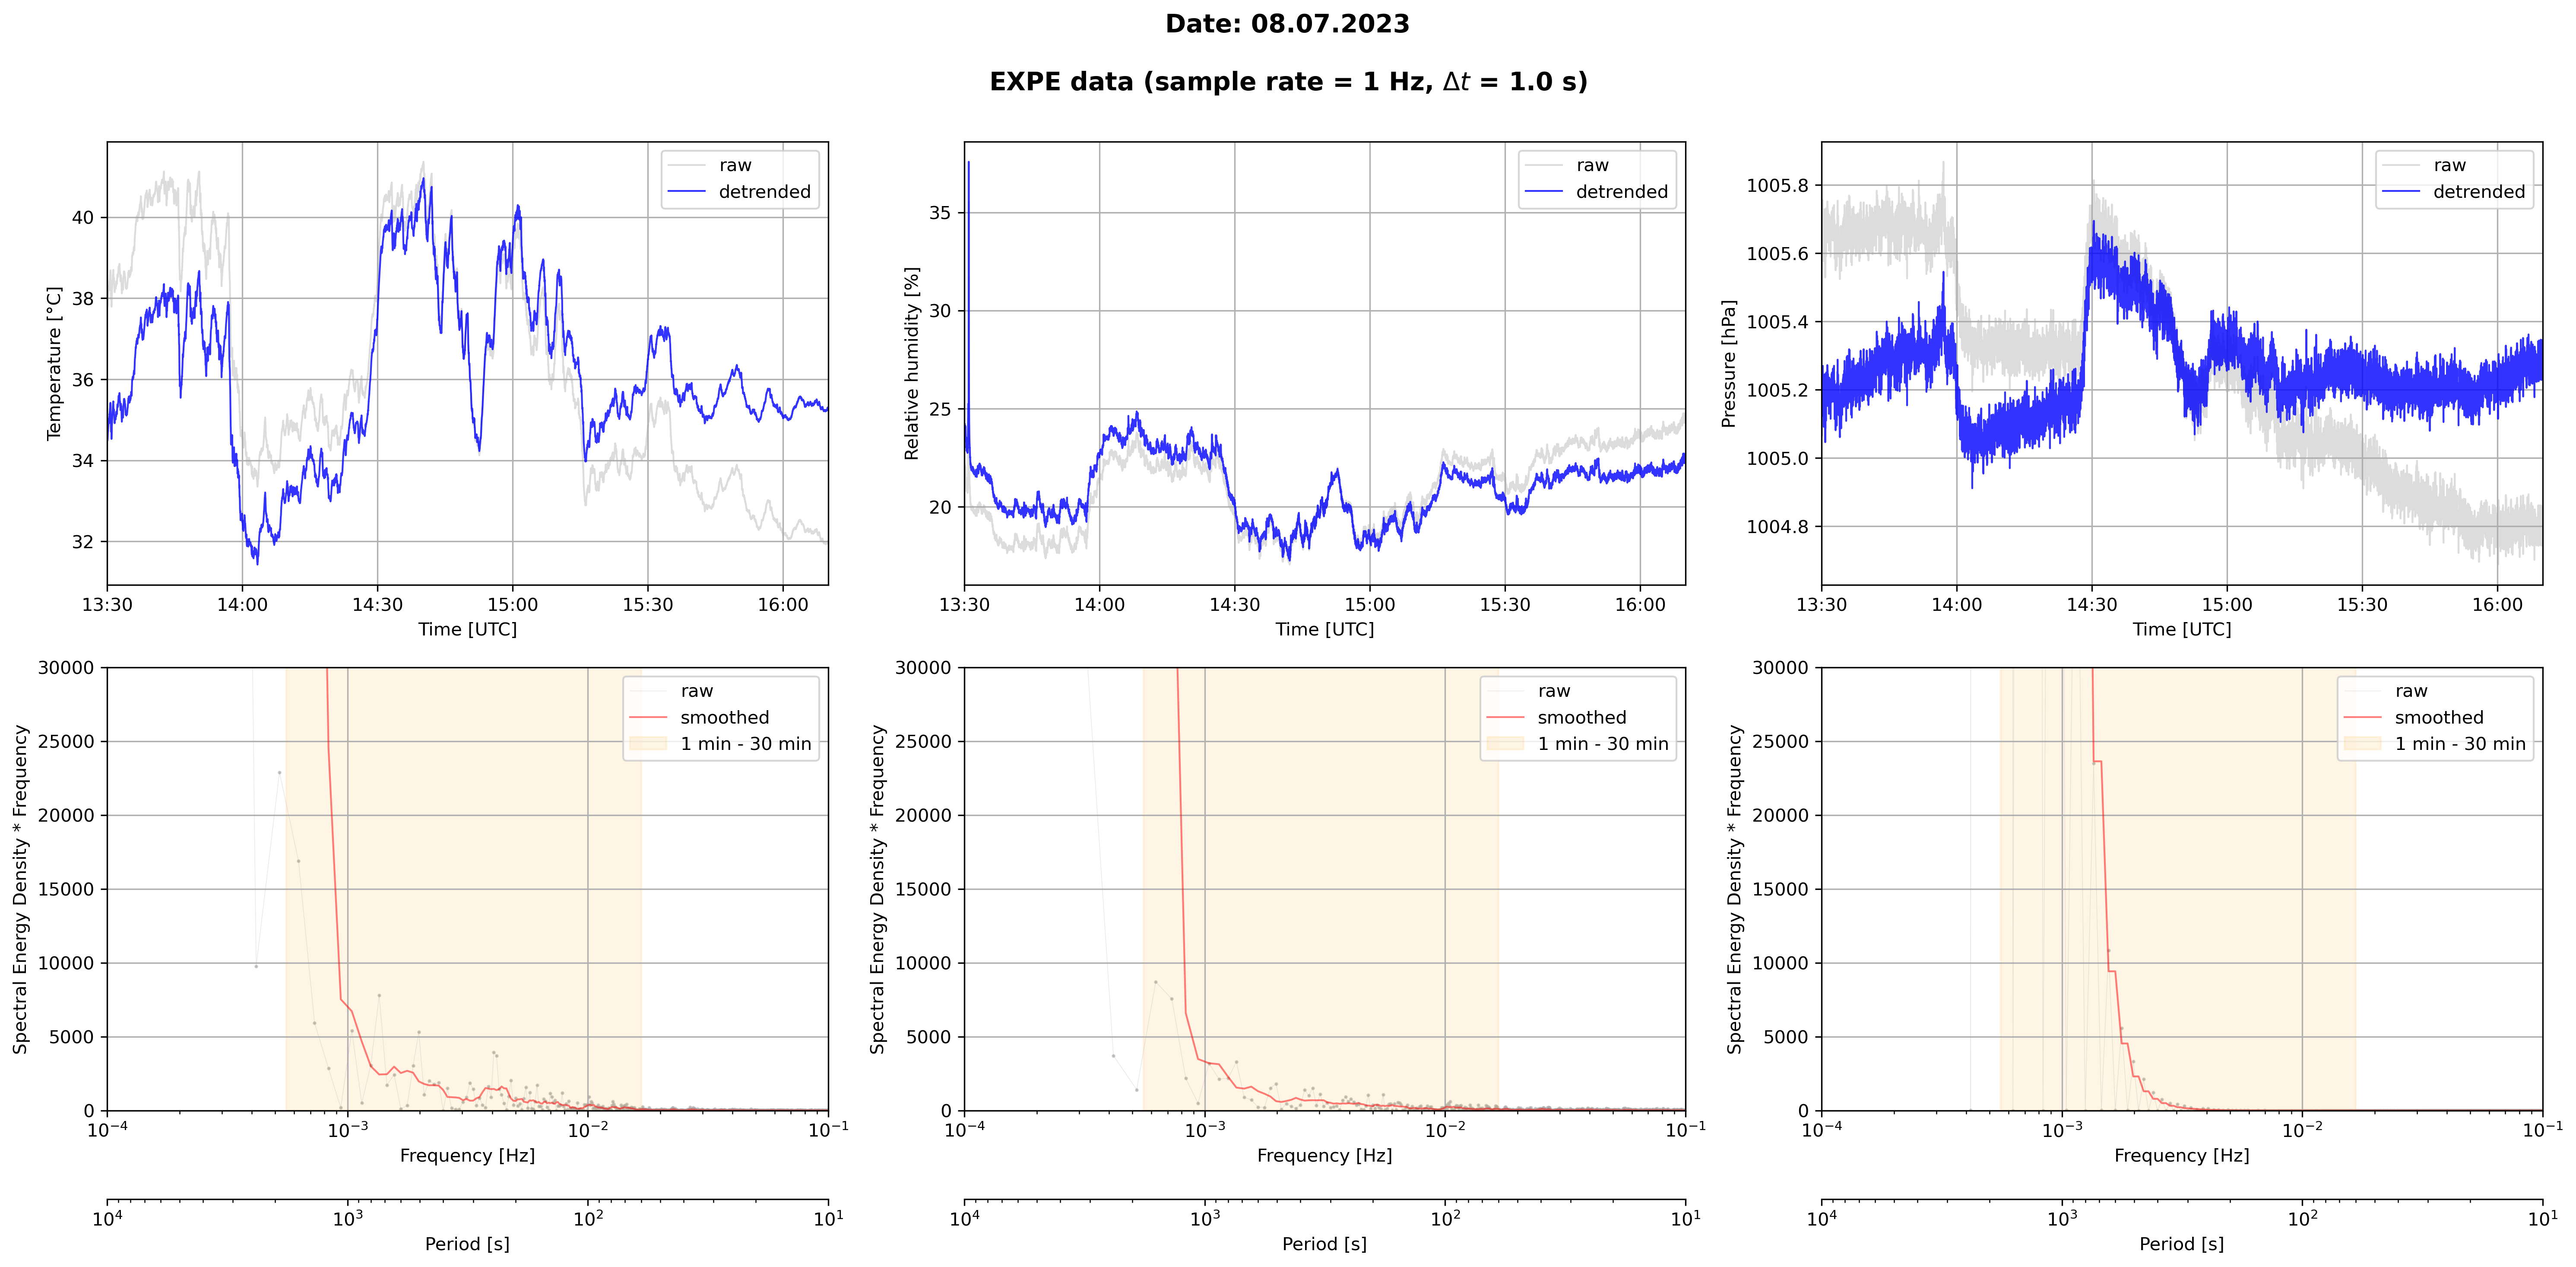 Date: 08.07.2023
EXPE data (sample rate = 1 Hz, Δt = 1.0 s)
Temperature [°C]
40
38
36
34
32
raw
detrended
13:30 14:00 14:30 15:00 15:30 16:00
Time [UTC]
Relative humidity [%]
35
30
25
20
raw
detrended
13:30 14:00 14:30 15:00 15:30 16:00
Time [UTC]
Pressure [hPa]
1005.8
1005.6
1005.4
1005.2
1005.0
1004.8
raw
detrended
13:30 14:00 14:30 15:00 15:30 16:00
Time [UTC]
Spectral Energy Density * Frequency
30000
25000
20000
15000
10000
5000
0
raw
smoothed
1 min - 30 min
10⁻⁴ 10⁻³ 10⁻² 10⁻¹
Frequency [Hz]
10⁴ 10³ 10² 10¹
Period [s]
Spectral Energy Density * Frequency
30000
25000
20000
15000
10000
5000
0
raw
smoothed
1 min - 30 min
10⁻⁴ 10⁻³ 10⁻² 10⁻¹
Frequency [Hz]
10⁴ 10³ 10² 10¹
Period [s]
Spectral Energy Density * Frequency
30000
25000
20000
15000
10000
5000
0
raw
smoothed
1 min - 30 min
10⁻⁴ 10⁻³ 10⁻² 10⁻¹
Frequency [Hz]
10⁴ 10³ 10² 10¹
Period [s]